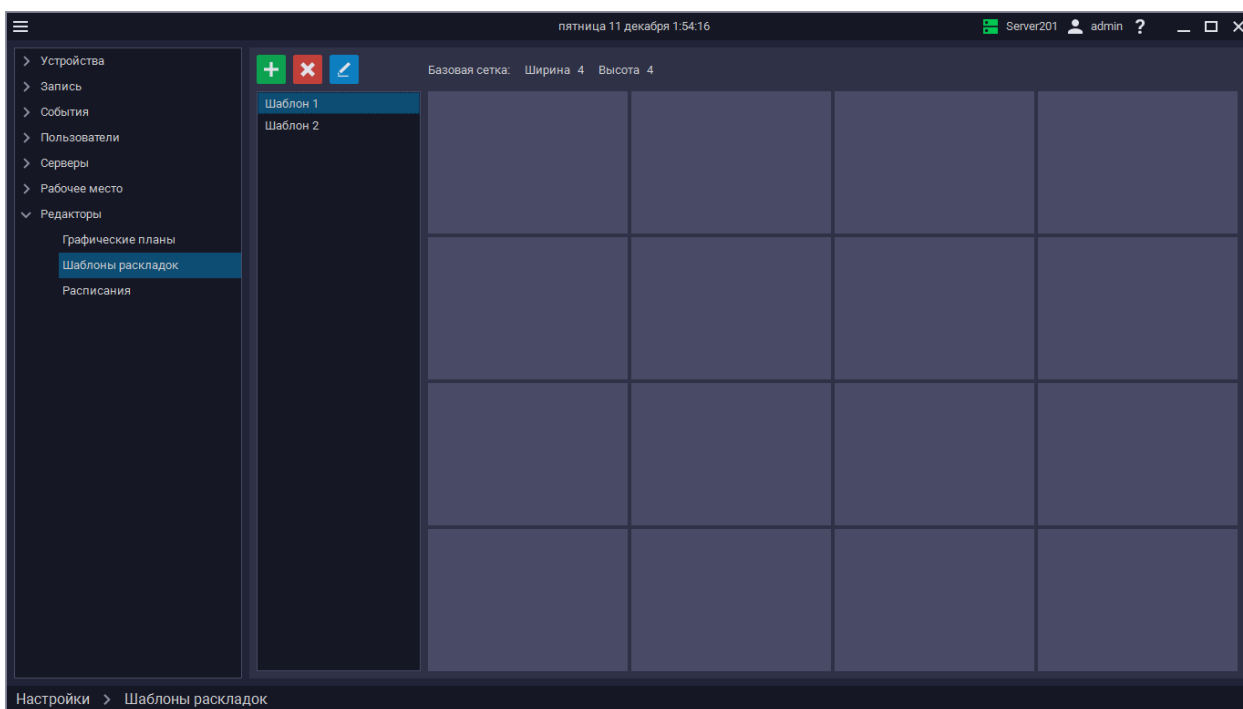 пятница 11 декабря 1:54:16
Server201 admin ?
Устройства
Запись
События
Пользователи
Серверы
Рабочее место
Редакторы
Графические планы
Шаблоны раскладок
Расписания
Базовая сетка: Ширина 4 Высота 4
Шаблон 1
Шаблон 2
Настройки > Шаблоны раскладок